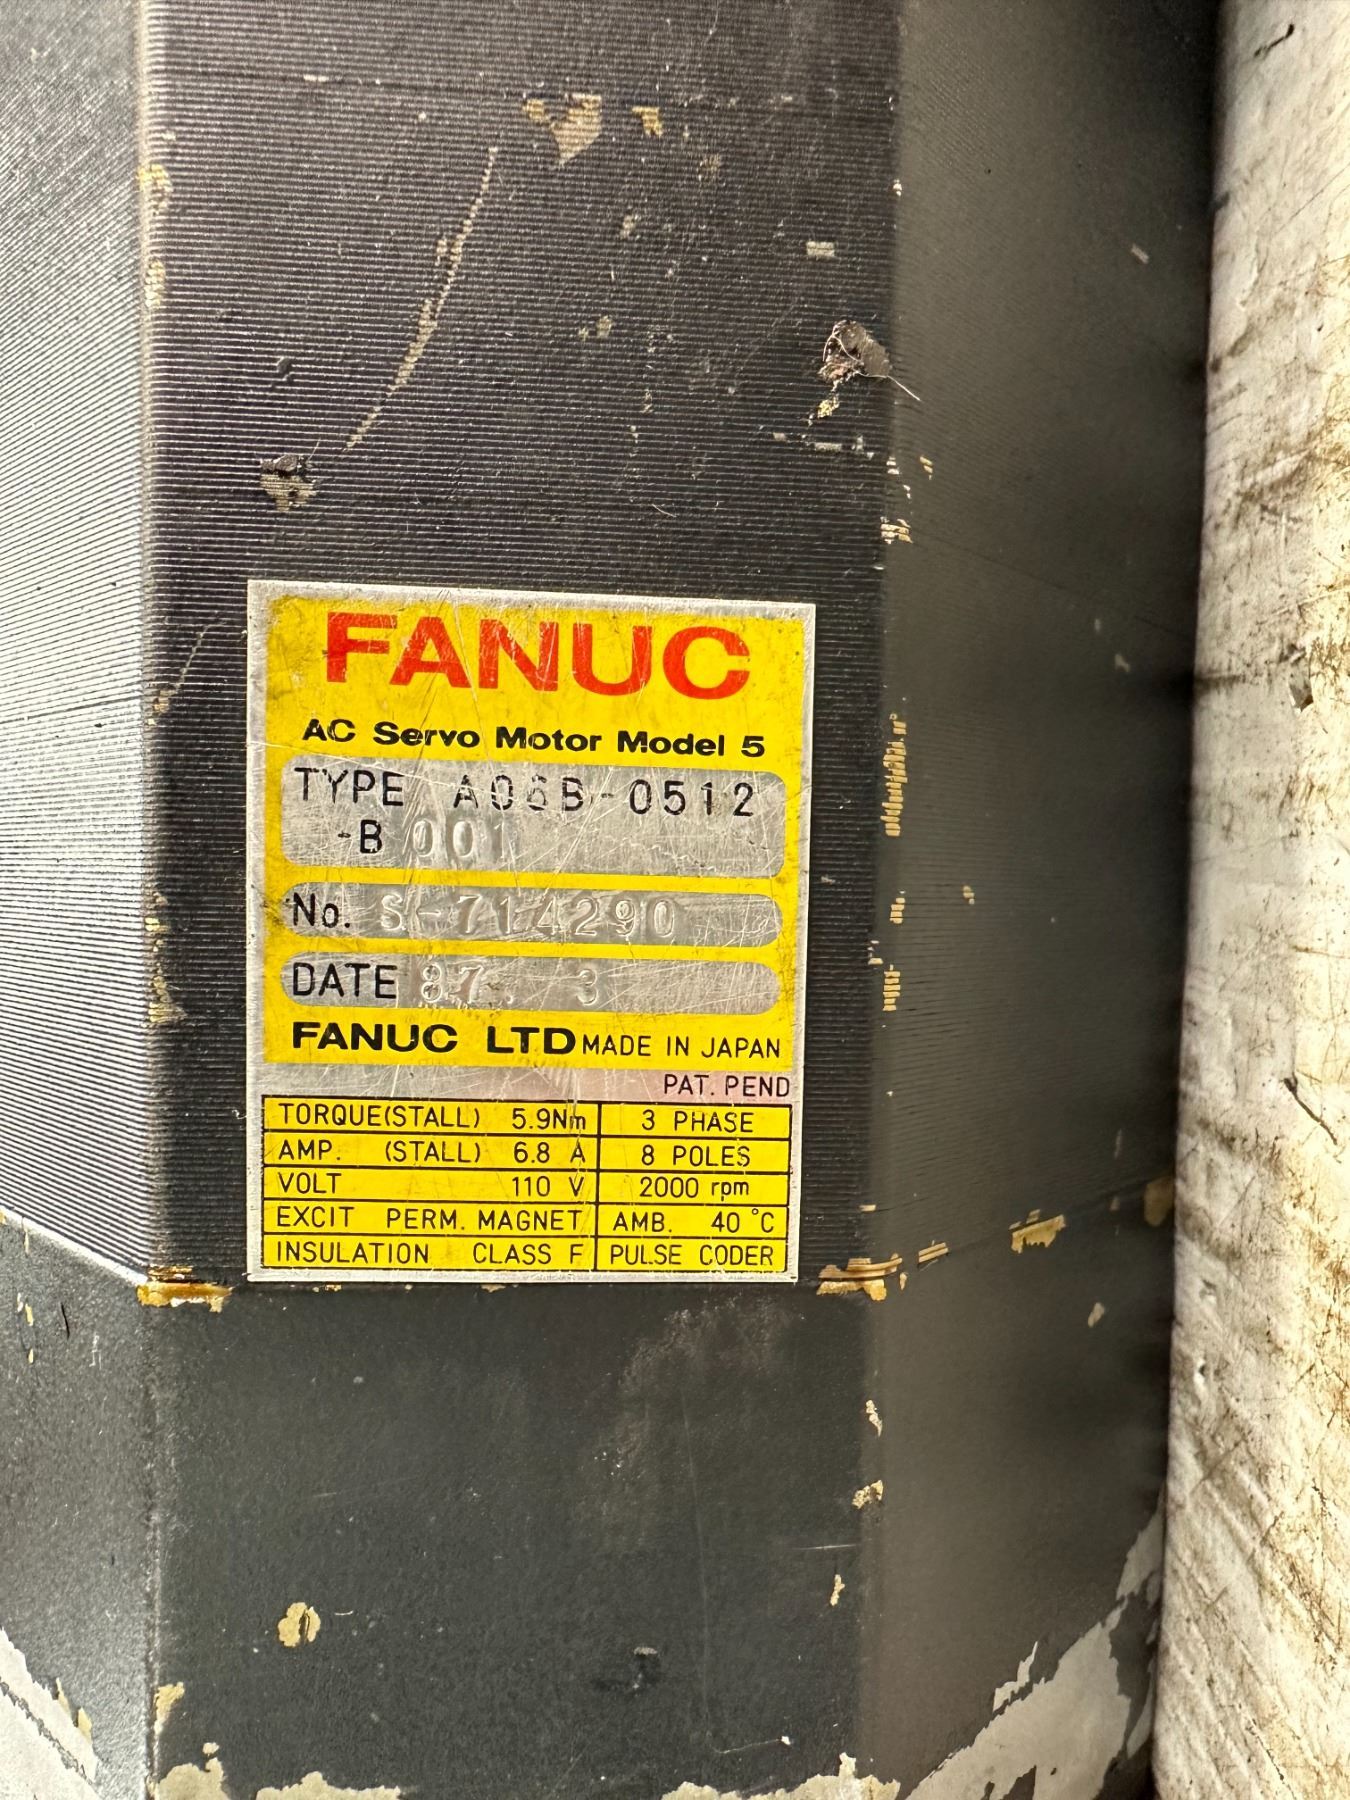 FANUC
AC Servo Motor Model 5
TYPE A06B-0512
-B 001
No. S-714290
DATE 87. 3
FANUC LTD MADE IN JAPAN
PAT. PEND
TORQUE(STALL) 5.9Nm 3 PHASE
AMP. (STALL) 6.8 A 8 POLES
VOLT 110 V 2000 rpm
EXCIT PERM. MAGNET AMB. 40 °C
INSULATION CLASS F PULSE CODER